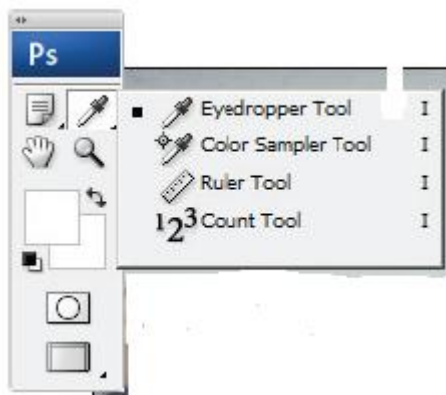 Ps
Eyedropper Tool I
Color Sampler Tool I
Ruler Tool I
123 Count Tool I